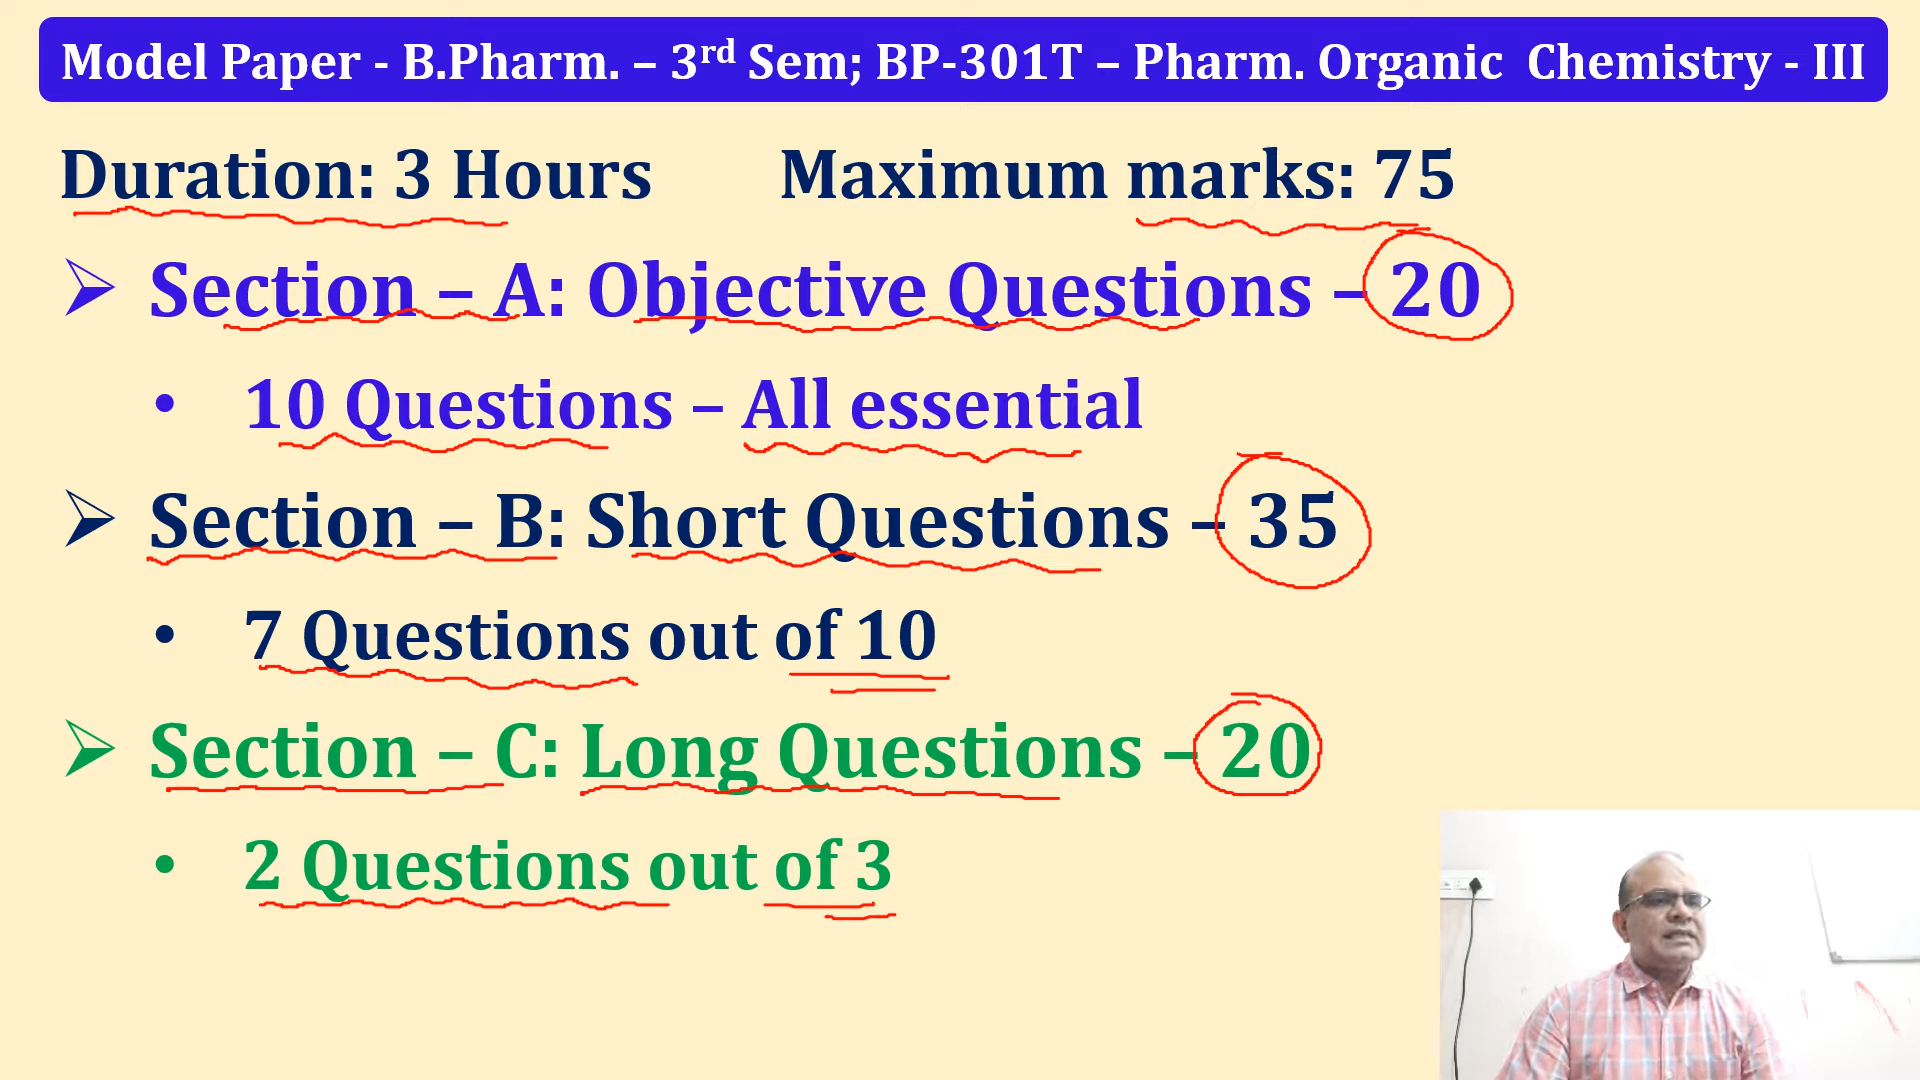 Model Paper - B.Pharm. – 3rd Sem; BP-301T – Pharm. Organic Chemistry - III
Duration: 3 Hours Maximum marks: 75
Section – A: Objective Questions – 20
10 Questions – All essential
Section – B: Short Questions – 35
7 Questions out of 10
Section – C: Long Questions – 20
2 Questions out of 3